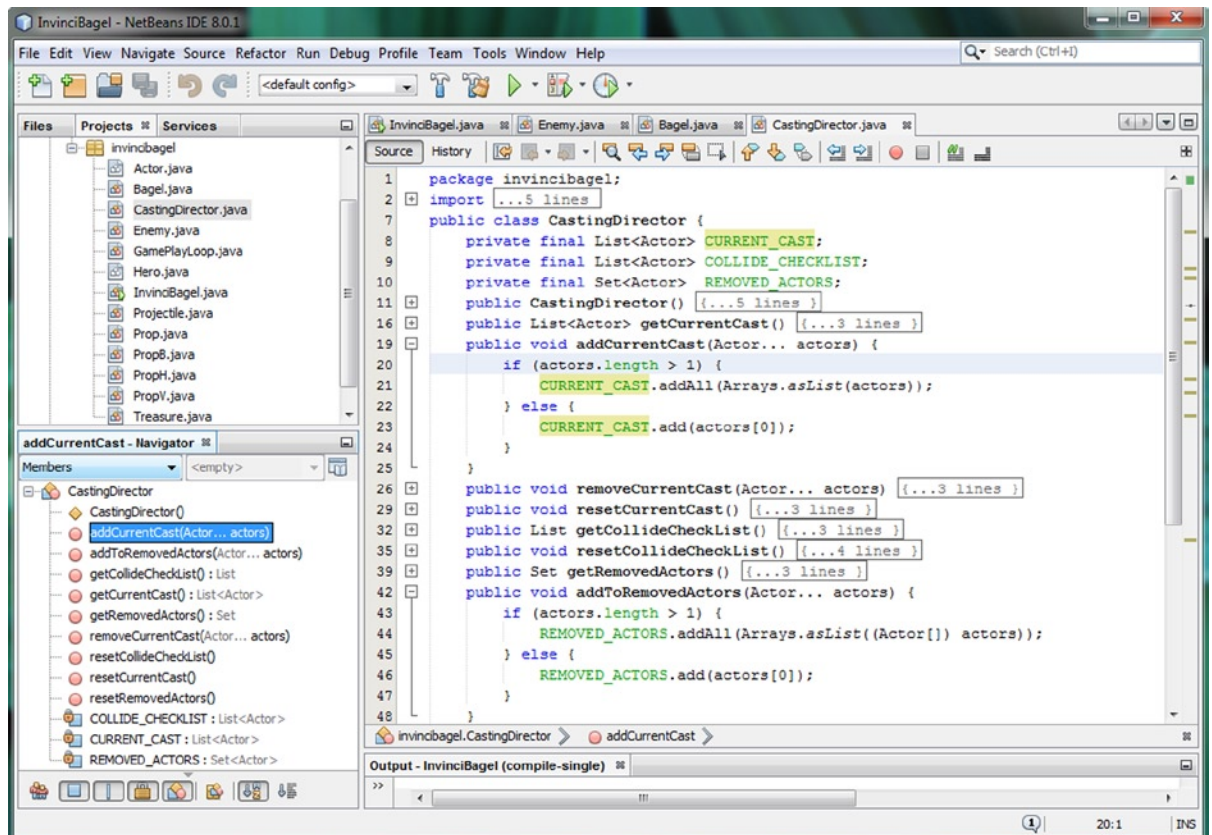 InvinciBagel - NetBeans IDE 8.0.1
File Edit View Navigate Source Refactor Run Debug Profile Team Tools Window Help
Search (Ctrl+I)
<default config>
Files Projects Services
invincibagel
Actor.java
Bagel.java
CastingDirector.java
Enemy.java
GamePlayLoop.java
Hero.java
InvinciBagel.java
Projectile.java
Prop.java
PropB.java
PropH.java
PropV.java
Treasure.java
addCurrentCast - Navigator
Members <empty>
CastingDirector
CastingDirector()
addCurrentCast(Actor... actors)
addToRemovedActors(Actor... actors)
getCollideCheckList() : List
getCurrentCast() : List<Actor>
getRemovedActors() : Set
removeCurrentCast(Actor... actors)
resetCollideCheckList()
resetCurrentCast()
resetRemovedActors()
COLLIDE_CHECKLIST : List<Actor>
CURRENT_CAST : List<Actor>
REMOVED_ACTORS : Set<Actor>
InvinciBagel.java Enemy.java Bagel.java CastingDirector.java
Source History
1 package invincibagel;
2 import ...5 lines
7 public class CastingDirector {
8 private final List<Actor> CURRENT_CAST;
9 private final List<Actor> COLLIDE_CHECKLIST;
10 private final Set<Actor> REMOVED_ACTORS;
11 public CastingDirector() {...5 lines }
16 public List<Actor> getCurrentCast() {...3 lines }
19 public void addCurrentCast(Actor... actors) {
20 if (actors.length > 1) {
21 CURRENT_CAST.addAll(Arrays.asList(actors));
22 } else {
23 CURRENT_CAST.add(actors[0]);
24 }
25 }
26 public void removeCurrentCast(Actor... actors) {...3 lines }
29 public void resetCurrentCast() {...3 lines }
32 public List getCollideCheckList() {...3 lines }
35 public void resetCollideCheckList() {...4 lines }
39 public Set getRemovedActors() {...3 lines }
42 public void addToRemovedActors(Actor... actors) {
43 if (actors.length > 1) {
44 REMOVED_ACTORS.addAll(Arrays.asList((Actor[]) actors));
45 } else {
46 REMOVED_ACTORS.add(actors[0]);
47 }
48 }
invincibagel.CastingDirector addCurrentCast
Output - InvinciBagel (compile-single)
1 20:1 INS